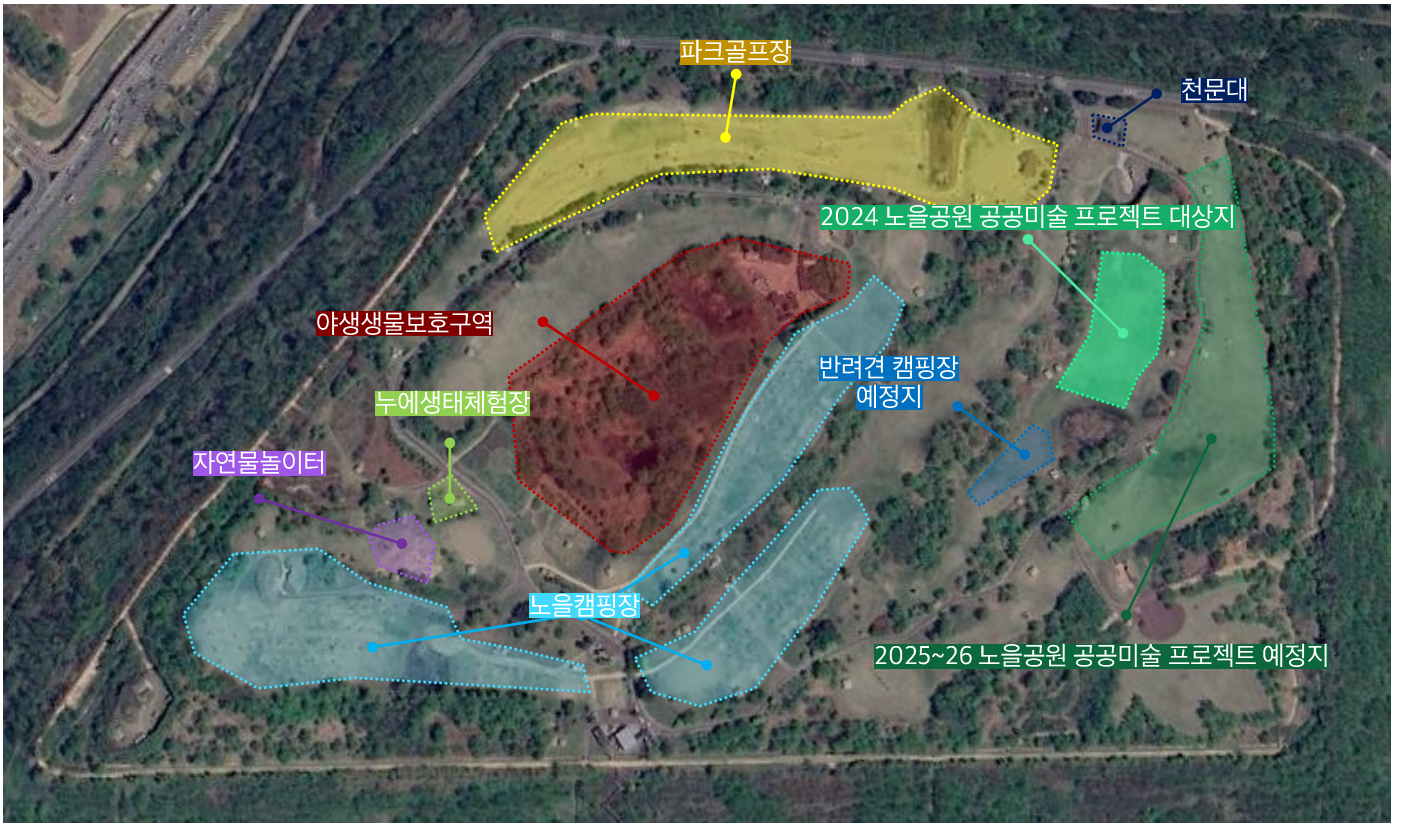 파크골프장
천문대
2024 노을공원 공공미술 프로젝트 대상지
야생생물보호구역
반려견 캠핑장
예정지
누에생태체험장
자연물놀이터
노을캠핑장
2025~26 노을공원 공공미술 프로젝트 예정지